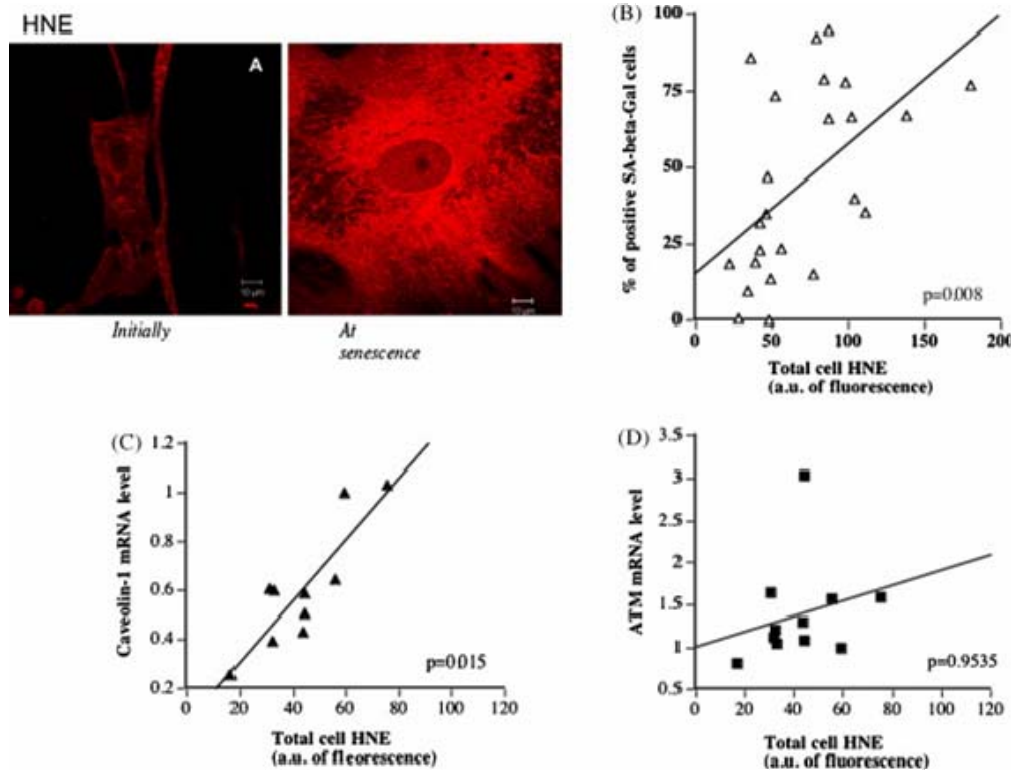 HNE
A
10 µm
10 µm
Initially
At
senescence
(B)
% of positive SA-beta-Gal cells
100
75
50
25
0
0
50
100
150
200
p=0.008
Total cell HNE
(a.u. of fluorescence)
(C)
Caveolin-1 mRNA level
1.2
1
0.8
0.6
0.4
0.2
0
20
40
60
80
100
120
p=0.015
Total cell HNE
(a.u. of fleorescence)
(D)
ATM mRNA level
3.5
3
2.5
2
1.5
1
0.5
0
20
40
60
80
100
120
p=0.9535
Total cell HNE
(a.u. of fluorescence)